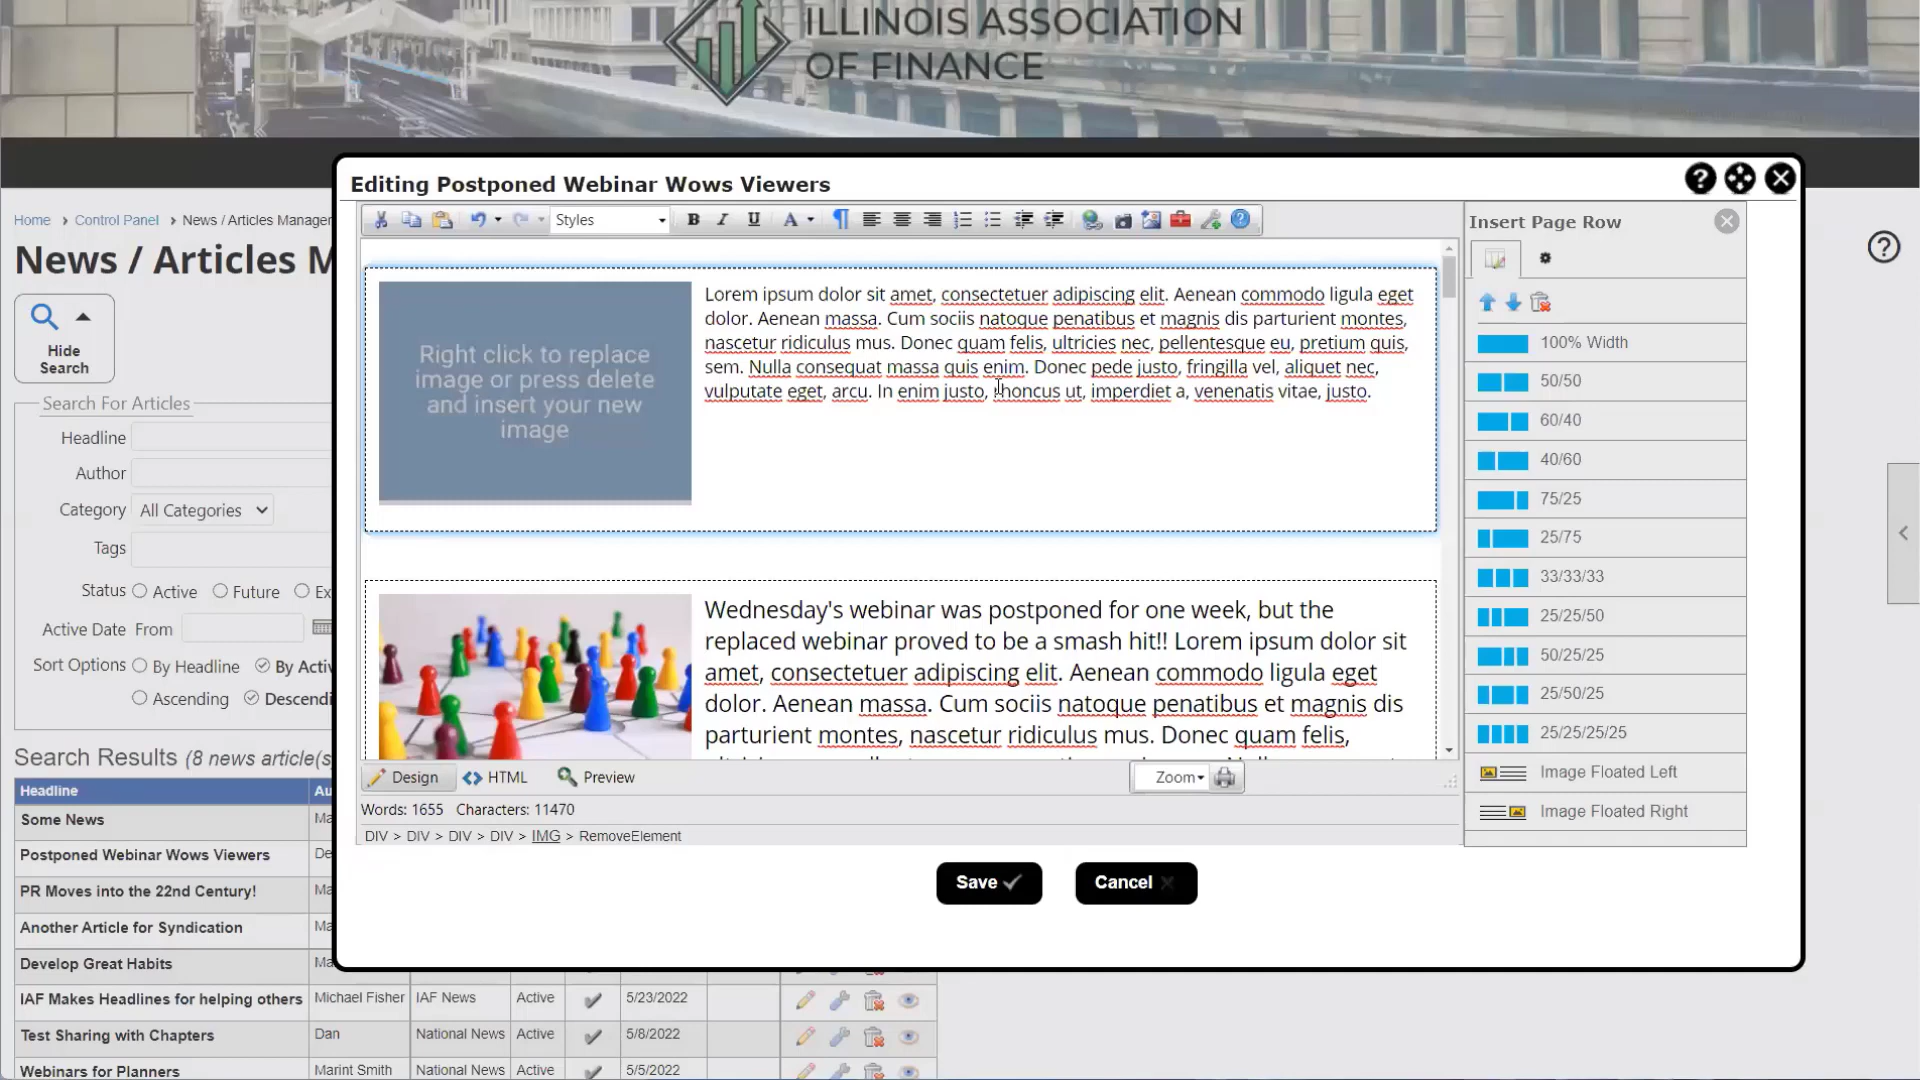 ILLINOIS ASSOCIATION
OF FINANCE
Home > Control Panel > News / Articles Manager
News / Articles M
Hide
Search
Search For Articles
Headline
Author
Category All Categories
Tags
Status Active Future Ex
Active Date From
Sort Options By Headline By Activ
Ascending Descendi
Search Results (8 news article(s
Headline Au
Some News Ma
Postponed Webinar Wows Viewers De
PR Moves into the 22nd Century! Ma
Another Article for Syndication Ma
Develop Great Habits Ma
IAF Makes Headlines for helping others Michael Fisher IAF News Active 5/23/2022
Test Sharing with Chapters Dan National News Active 5/8/2022
Webinars for Planners Marint Smith National News Active 5/5/2022
Editing Postponed Webinar Wows Viewers
Styles
Right click to replace
image or press delete
and insert your new
image
Lorem ipsum dolor sit amet, consectetuer adipiscing elit. Aenean commodo ligula eget
dolor. Aenean massa. Cum sociis natoque penatibus et magnis dis parturient montes,
nascetur ridiculus mus. Donec quam felis, ultricies nec, pellentesque eu, pretium quis,
sem. Nulla consequat massa quis enim. Donec pede justo, fringilla vel, aliquet nec,
vulputate eget, arcu. In enim justo, rhoncus ut, imperdiet a, venenatis vitae, justo.
Wednesday's webinar was postponed for one week, but the
replaced webinar proved to be a smash hit!! Lorem ipsum dolor sit
amet, consectetuer adipiscing elit. Aenean commodo ligula eget
dolor. Aenean massa. Cum sociis natoque penatibus et magnis dis
parturient montes, nascetur ridiculus mus. Donec quam felis,
Design HTML Preview Zoom
Words: 1655 Characters: 11470
DIV > DIV > DIV > DIV > IMG > RemoveElement
Save Cancel
Insert Page Row
100% Width
50/50
60/40
40/60
75/25
25/75
33/33/33
25/25/50
50/25/25
25/50/25
25/25/25/25
Image Floated Left
Image Floated Right